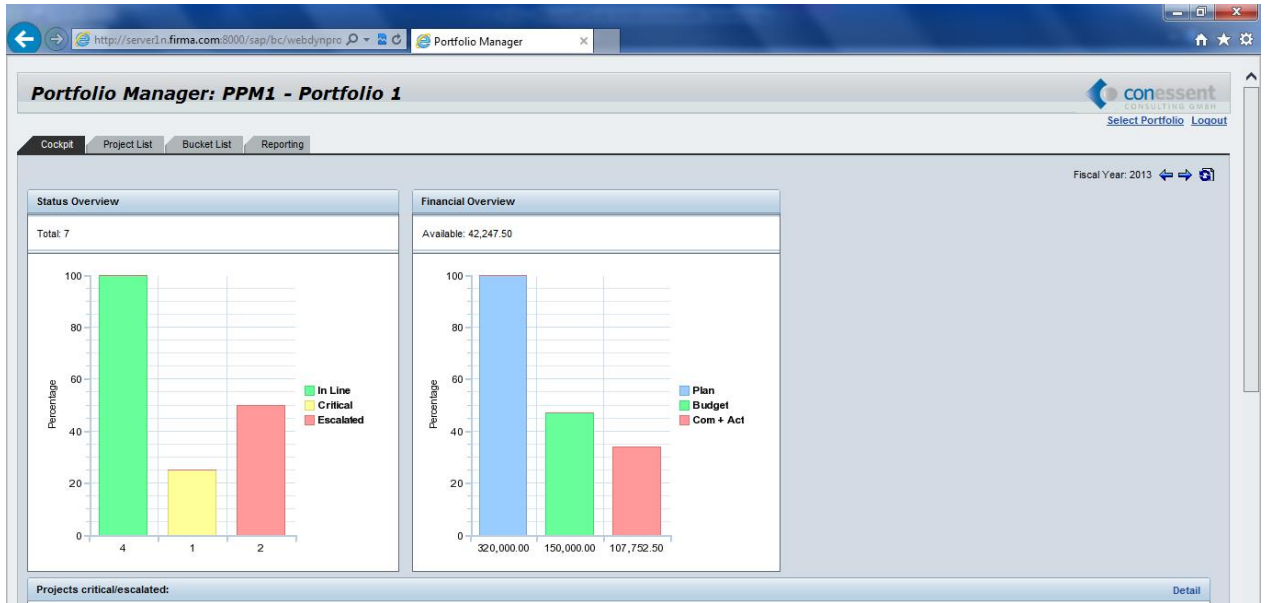 http://server1n.firma.com:8000/sap/bc/webdynpro
Portfolio Manager
Portfolio Manager: PPM1 - Portfolio 1
conessent
CONSULTING GMBH
Select Portfolio Logout
Cockpit Project List Bucket List Reporting
Fiscal Year: 2013
Status Overview
Total: 7
100
80
60
40
20
0
Percentage
4 1 2
In Line
Critical
Escalated
Financial Overview
Available: 42,247.50
100
80
60
40
20
0
Percentage
320,000.00 150,000.00 107,752.50
Plan
Budget
Com + Act
Projects critical/escalated: Detail